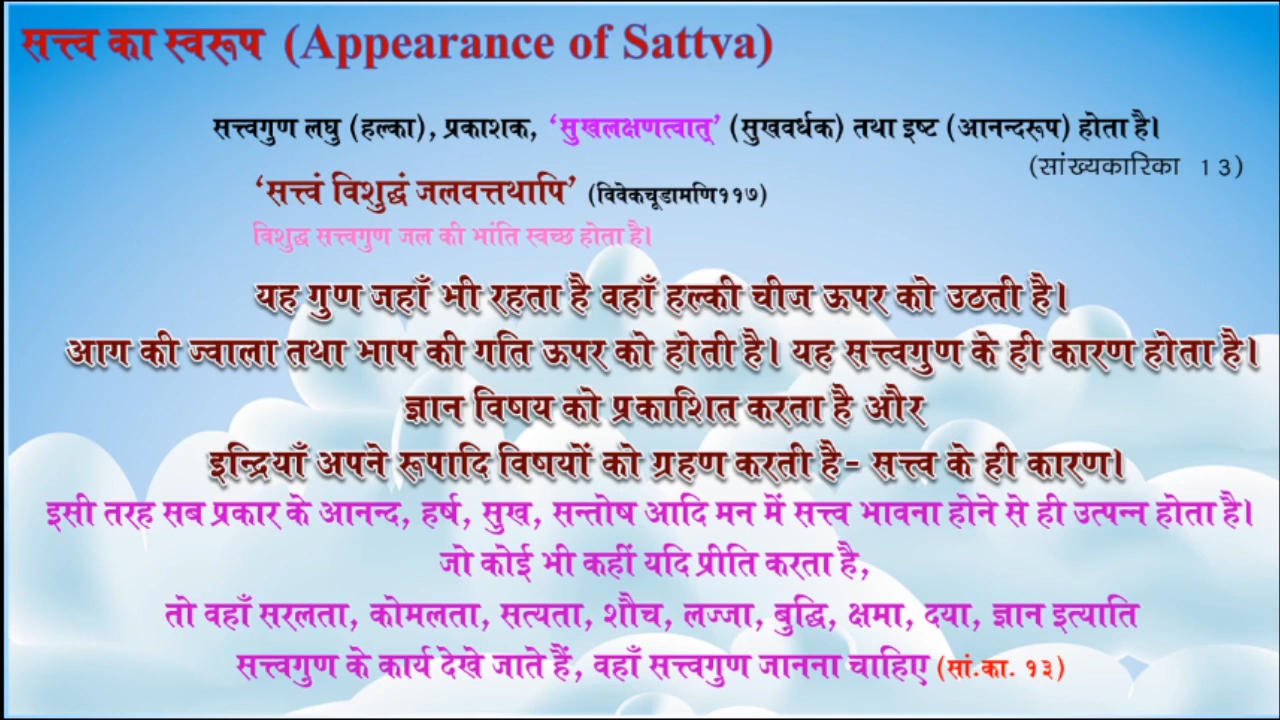 सत्त्व का स्वरूप (Appearance of Sattva)
सत्त्वगुण लघु (हल्का), प्रकाशक, ‘सुखलक्षणत्वात्’ (सुखवर्धक) तथा इष्ट (आनन्दरूप) होता है।
(सांख्यकारिका 13)
‘सत्त्वं विशुद्धं जलवत्तथापि’ (विवेकचूडामणि११७)
विशुद्ध सत्त्वगुण जल की भांति स्वच्छ होता है।
यह गुण जहाँ भी रहता है वहाँ हल्की चीज ऊपर को उठती है।
आग की ज्वाला तथा भाप की गति ऊपर को होती है। यह सत्त्वगुण के ही कारण होता है।
ज्ञान विषय को प्रकाशित करता है और
इन्द्रियाँ अपने रूपादि विषयों को ग्रहण करती है- सत्त्व के ही कारण।
इसी तरह सब प्रकार के आनन्द, हर्ष, सुख, सन्तोष आदि मन में सत्त्व भावना होने से ही उत्पन्न होता है।
जो कोई भी कहीं यदि प्रीति करता है,
तो वहाँ सरलता, कोमलता, सत्यता, शौच, लज्जा, बुद्धि, क्षमा, दया, ज्ञान इत्याति
सत्त्वगुण के कार्य देखे जाते हैं, वहाँ सत्त्वगुण जानना चाहिए (सां.का. १३)